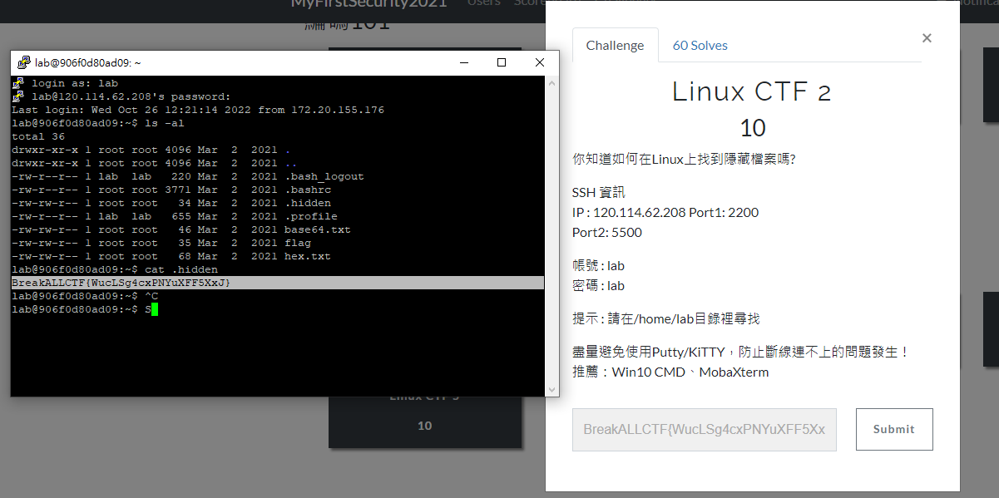 MyFirstSecurity2021
Users
編碼101
lab@906f0d80ad09: ~
login as: lab
lab@120.114.62.208's password:
Last login: Wed Oct 26 12:21:14 2022 from 172.20.155.176
lab@906f0d80ad09:~$ ls -al
total 36
drwxr-xr-x 1 root root 4096 Mar  2  2021 .
drwxr-xr-x 1 root root 4096 Mar  2  2021 ..
-rw-r--r-- 1 lab  lab   220 Mar  2  2021 .bash_logout
-rw-r--r-- 1 root root 3771 Mar  2  2021 .bashrc
-rw-rw-r-- 1 root root   34 Mar  2  2021 .hidden
-rw-r--r-- 1 lab  lab   655 Mar  2  2021 .profile
-rw-rw-r-- 1 root root   46 Mar  2  2021 base64.txt
-rw-rw-r-- 1 root root   35 Mar  2  2021 flag
-rw-rw-r-- 1 root root   68 Mar  2  2021 hex.txt
lab@906f0d80ad09:~$ cat .hidden
BreakALLCTF{WucLSg4cxPNYuXFF5XxJ}
lab@906f0d80ad09:~$ ^C
lab@906f0d80ad09:~$ S
10
Challenge
60 Solves
×
Linux CTF 2
10
你知道如何在Linux上找到隱藏檔案嗎?
SSH 資訊
IP : 120.114.62.208 Port1: 2200
Port2: 5500
帳號 : lab
密碼 : lab
提示 : 請在/home/lab目錄裡尋找
盡量避免使用Putty/KiTTY，防止斷線連不上的問題發生！
推薦：Win10 CMD、MobaXterm
BreakALLCTF{WucLSg4cxPNYuXFF5Xx
Submit